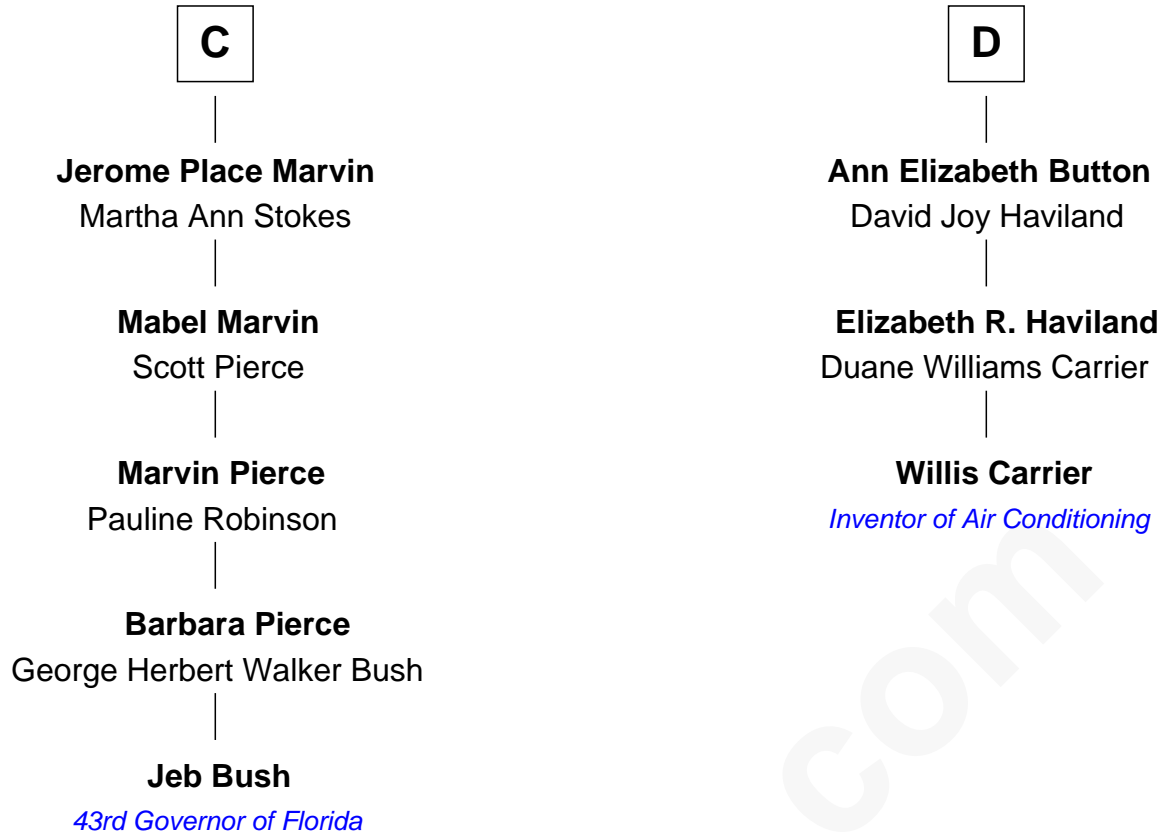 C
Jerome Place Marvin
Martha Ann Stokes
Mabel Marvin
Scott Pierce
Marvin Pierce
Pauline Robinson
Barbara Pierce
George Herbert Walker Bush
Jeb Bush
43rd Governor of Florida
D
Ann Elizabeth Button
David Joy Haviland
Elizabeth R. Haviland
Duane Williams Carrier
Willis Carrier
Inventor of Air Conditioning
com